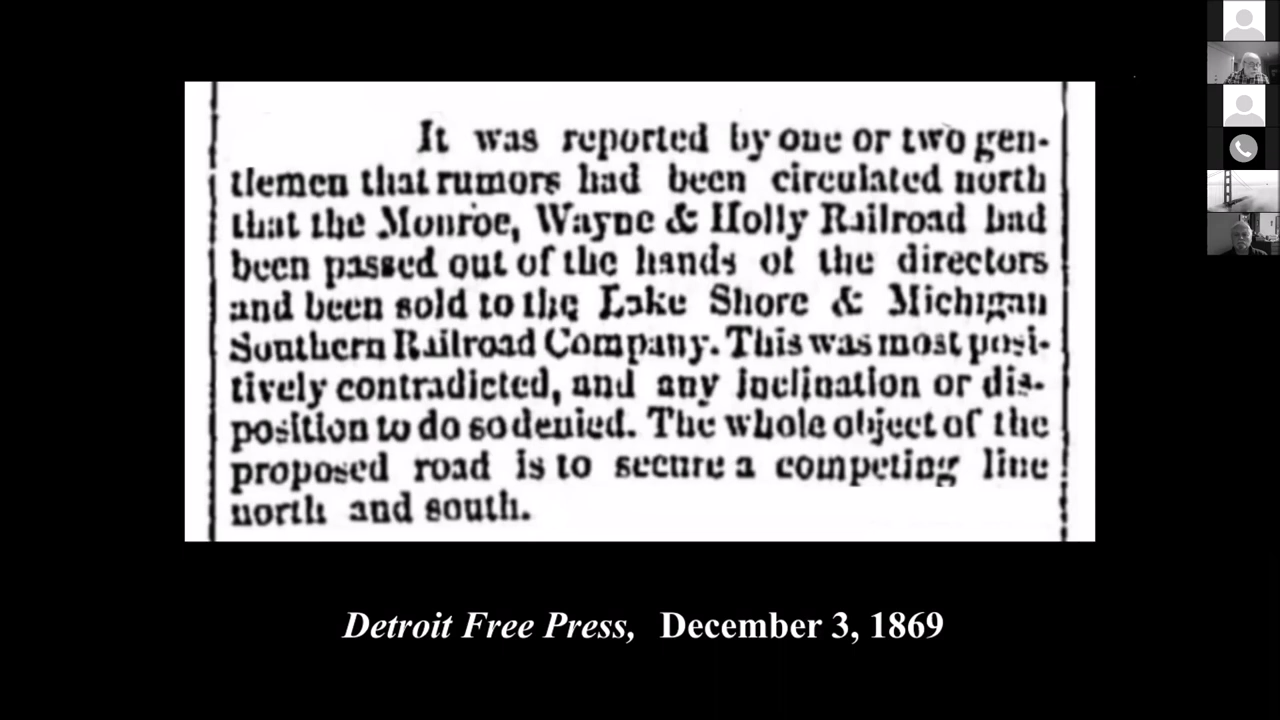 It was reported by one or two gen-
tlemen that rumors had been circulated north
that the Monroe, Wayne & Holly Railroad had
been passed out of the hands of the directors
and been sold to the Lake Shore & Michigan
Southern Railroad Company. This was most posi-
tively contradicted, and any inclination or dis-
position to do so denied. The whole object of the
proposed road is to secure a competing line
north and south.
Detroit Free Press, December 3, 1869